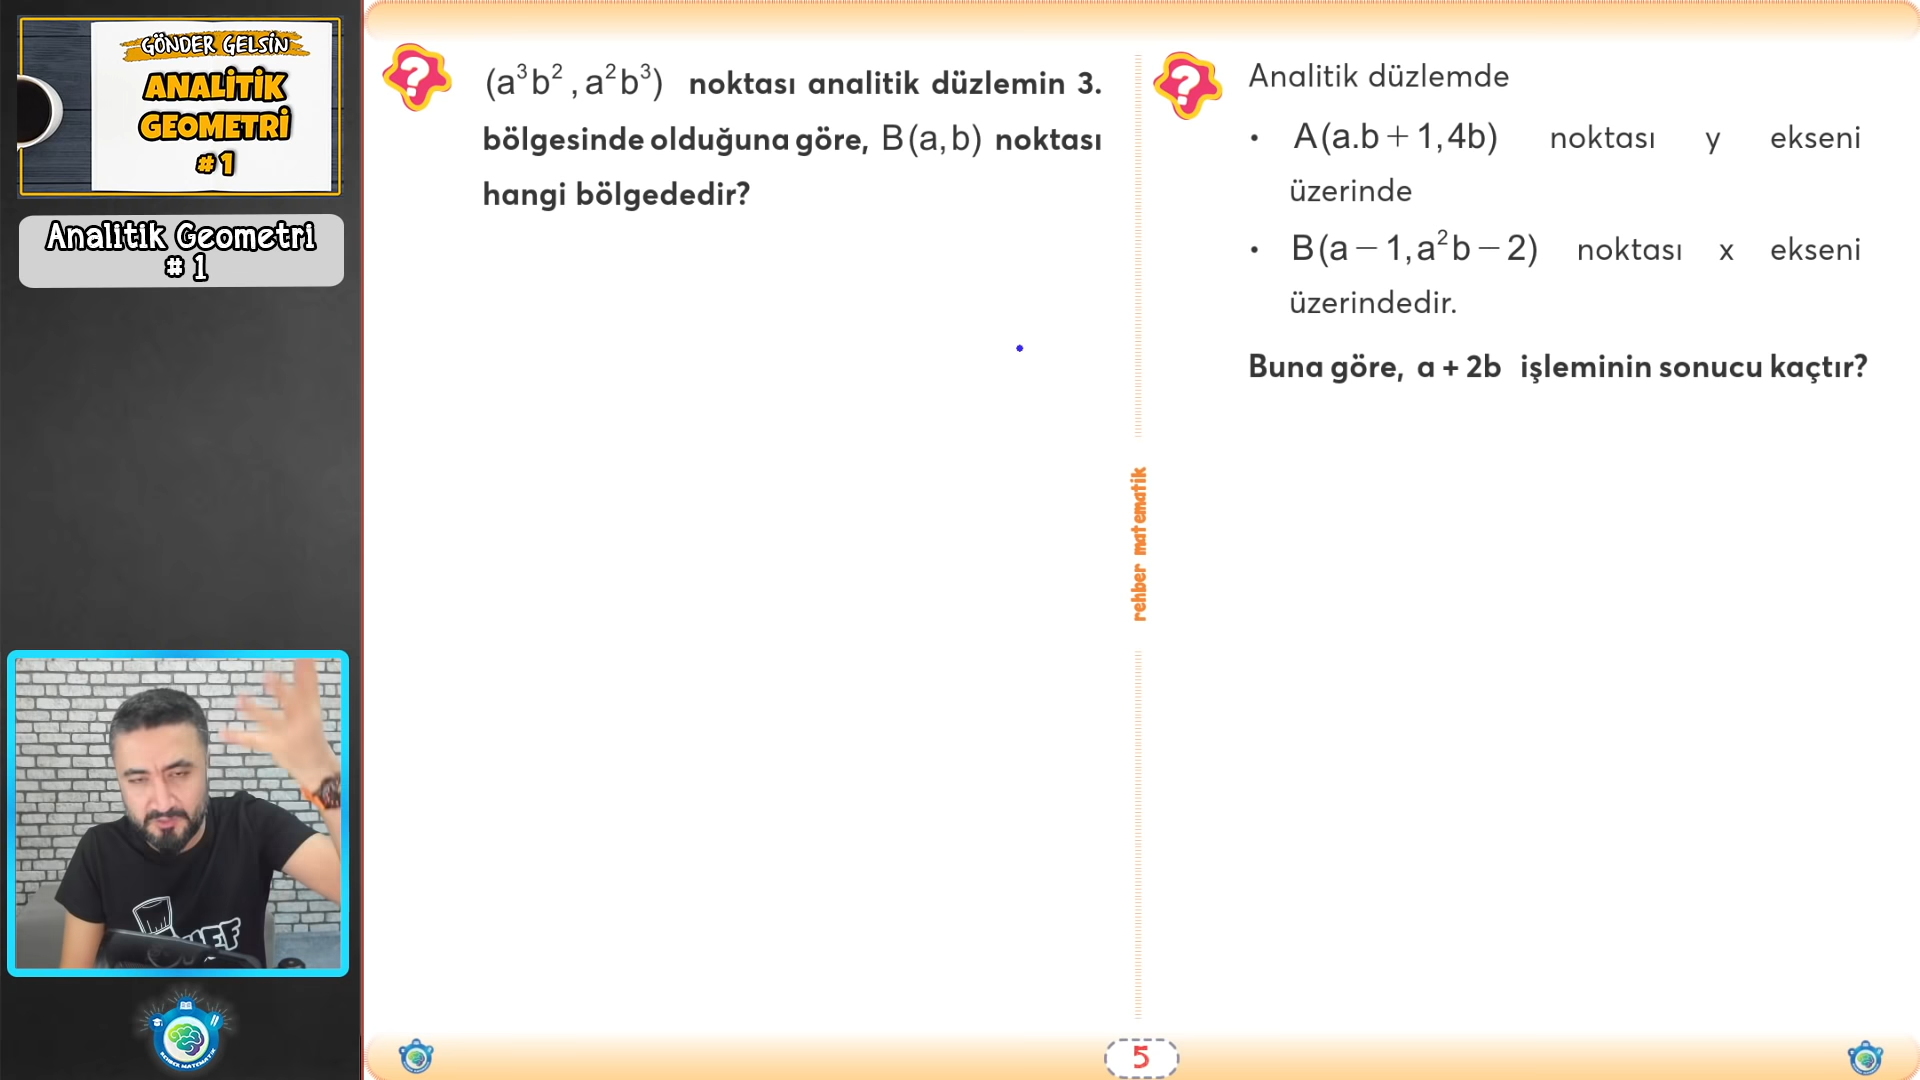 GÖNDER GELSİN
ANALİTİK
GEOMETRİ
#1
Analitik Geometri
#1
(a³b², a²b³) noktası analitik düzlemin 3.
bölgesinde olduğuna göre, B(a,b) noktası
hangi bölgededir?
Analitik düzlemde
• A(a.b+1,4b) noktası y ekseni
üzerinde
• B(a−1,a²b−2) noktası x ekseni
üzerindedir.
Buna göre, a + 2b işleminin sonucu kaçtır?
rehber matematik
REHBER MATEMATİK
5